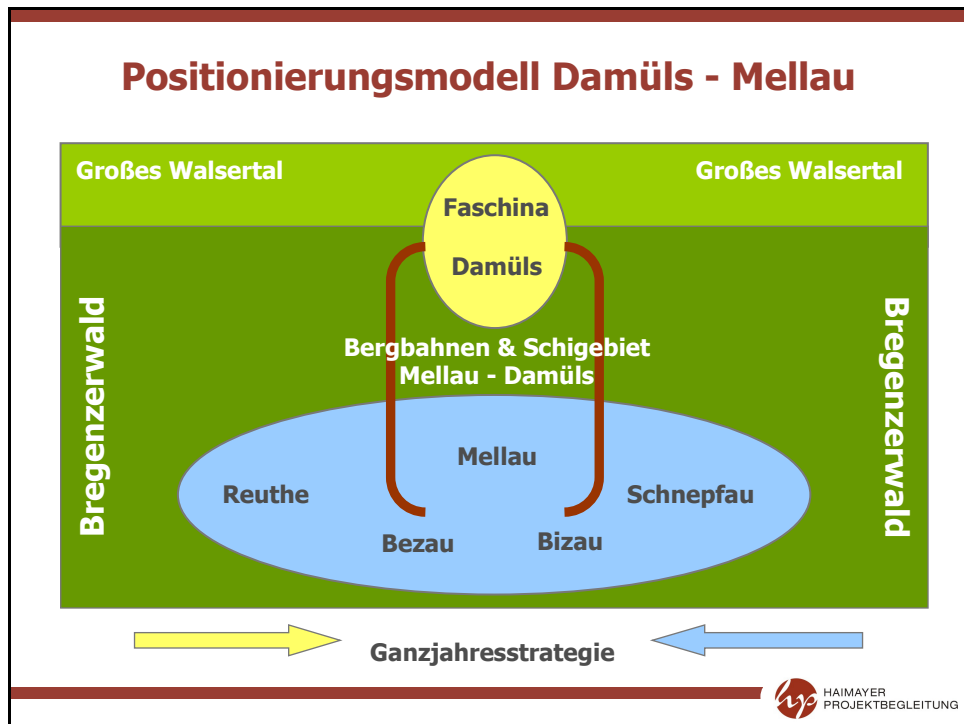 Positionierungsmodell Damüls - Mellau
Großes Walsertal
Großes Walsertal
Faschina
Damüls
Bregenzerwald
Bregenzerwald
Bergbahnen & Schigebiet
Mellau - Damüls
Mellau
Reuthe
Schnepfau
Bezau
Bizau
Ganzjahresstrategie
hp
HAIMAYER
PROJEKTBEGLEITUNG